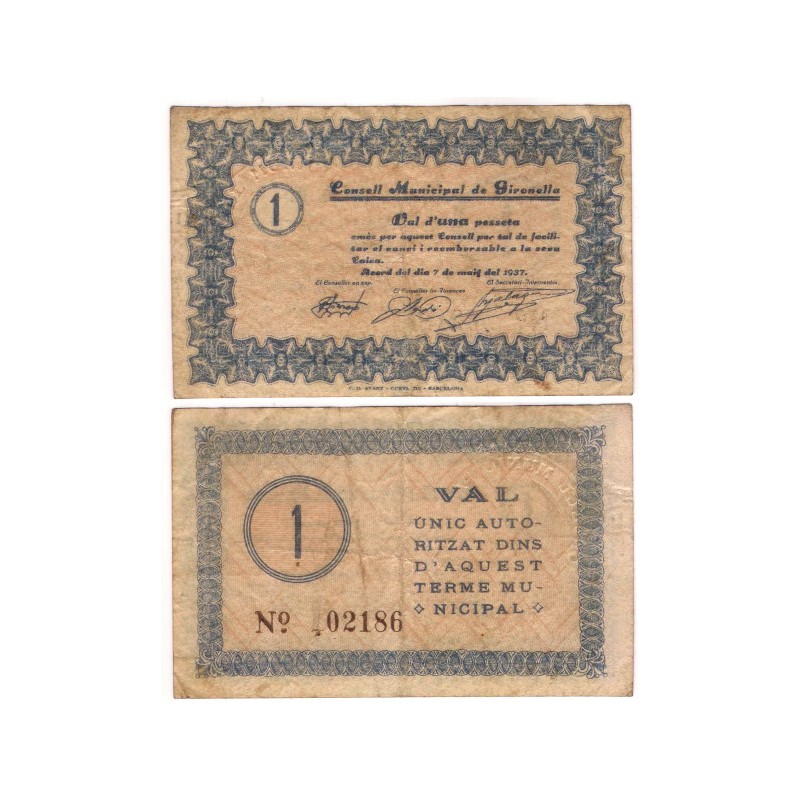 Consell Municipal de Gironella
1
Val d'una pesseta
emès per aquest Consell per tal de facili-
tar el canvi i reemborsable a la seva
Caixa.
Acord del dia 7 de maig del 1937.
El Conseller
El Conseller de Finances
El Secretari-Interventor
BARCELONA
1
VAL
ÚNIC AUTO-
RITZAT DINS
D'AQUEST
TERME MU-
NICIPAL
Nº 02186